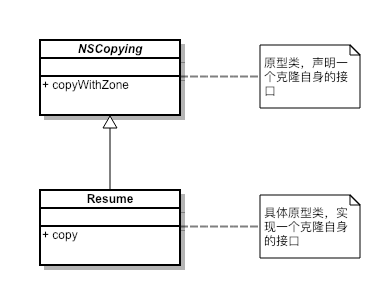 NSCopying
+ copyWithZone
原型类，声明一
个克隆自身的接
口
Resume
+ copy
具体原型类，实
现一个克隆自身
的接口